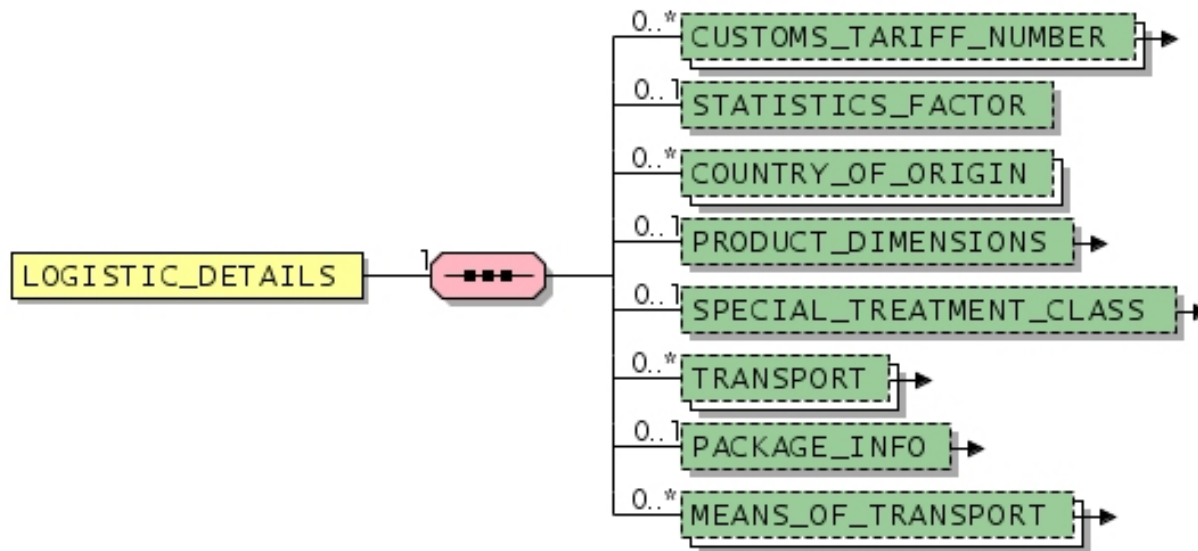 0..* CUSTOMS_TARIFF_NUMBER
0..1 STATISTICS_FACTOR
0..* COUNTRY_OF_ORIGIN
0..1 PRODUCT_DIMENSIONS
LOGISTIC_DETAILS 1
0..1 SPECIAL_TREATMENT_CLASS
0..* TRANSPORT
0..1 PACKAGE_INFO
0..* MEANS_OF_TRANSPORT